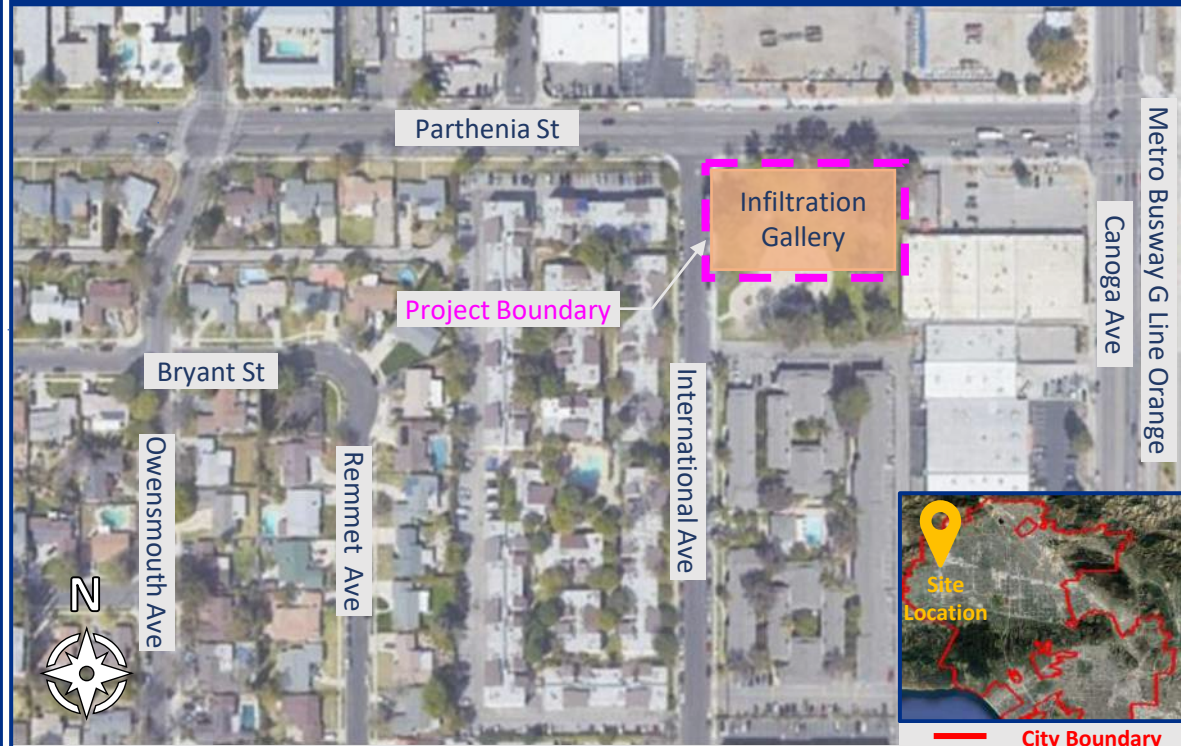 Parthenia St
Infiltration
Gallery
Metro Busway G Line Orange
Canoga Ave
Project Boundary
Bryant St
International Ave
Owensmouth Ave
Remmet Ave
N
Site
Location
City Boundary